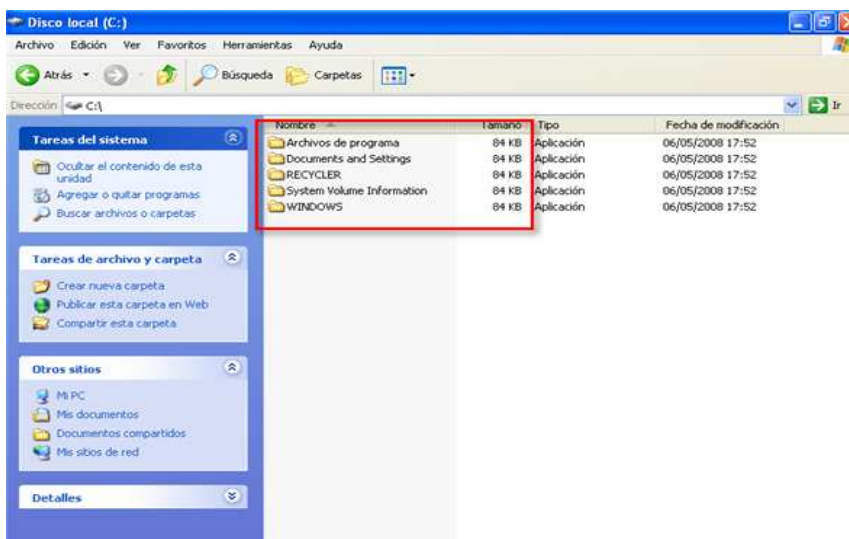 Disco local (C:)
Archivo Edición Ver Favoritos Herramientas Ayuda
Atrás Búsqueda Carpetas
Dirección C:\ Ir
Tareas del sistema
Ocultar el contenido de esta
unidad
Agregar o quitar programas
Buscar archivos o carpetas
Tareas de archivo y carpeta
Crear nueva carpeta
Publicar esta carpeta en Web
Compartir esta carpeta
Otros sitios
Mi PC
Mis documentos
Documentos compartidos
Mis sitios de red
Detalles
Nombre Tamaño Tipo Fecha de modificación
Archivos de programa 84 KB Aplicación 06/05/2008 17:52
Documents and Settings 84 KB Aplicación 06/05/2008 17:52
RECYCLER 84 KB Aplicación 06/05/2008 17:52
System Volume Information 84 KB Aplicación 06/05/2008 17:52
WINDOWS 84 KB Aplicación 06/05/2008 17:52